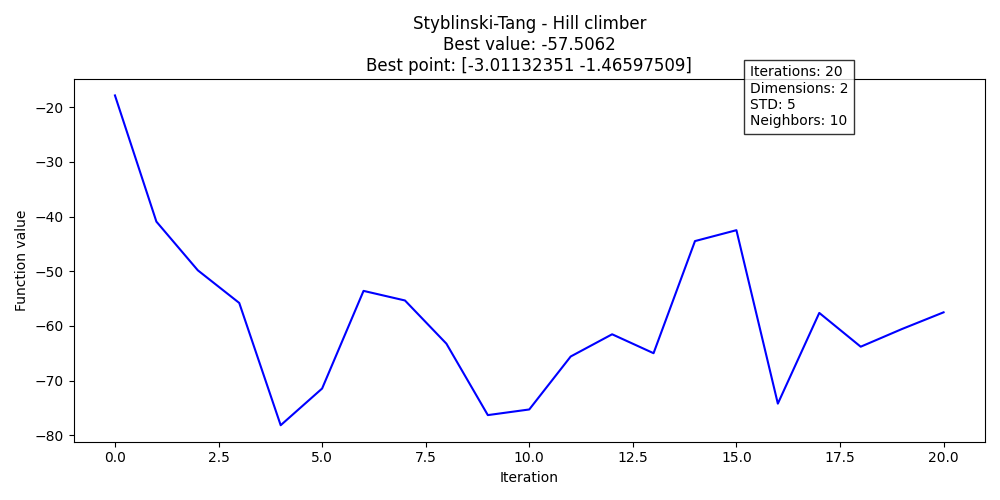 Styblinski-Tang - Hill climber
Best value: -57.5062
Best point: [-3.01132351 -1.46597509]
Iterations: 20
Dimensions: 2
STD: 5
Neighbors: 10
Function value
−20
−30
−40
−50
−60
−70
−80
0.0 2.5 5.0 7.5 10.0 12.5 15.0 17.5 20.0
Iteration